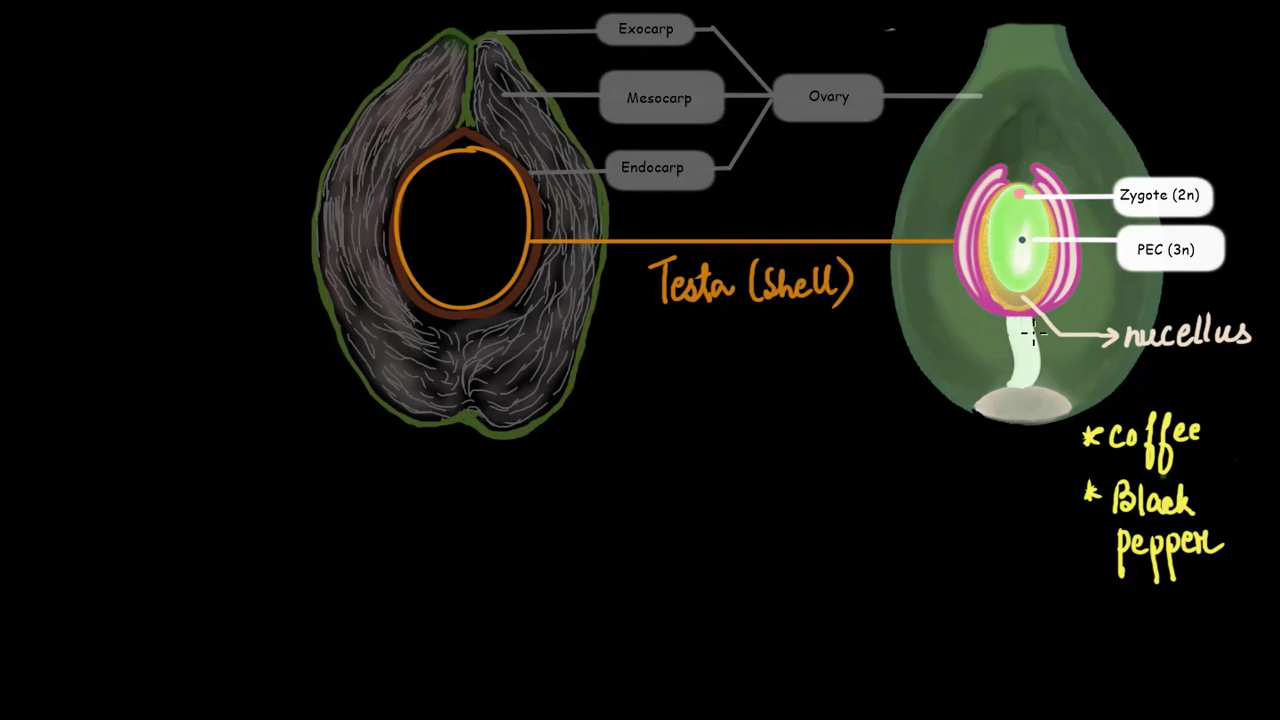 Exocarp
Mesocarp
Ovary
Endocarp
Zygote (2n)
PEC (3n)
Testa (Shell)
nucellus
* Coffee
* Black
pepper